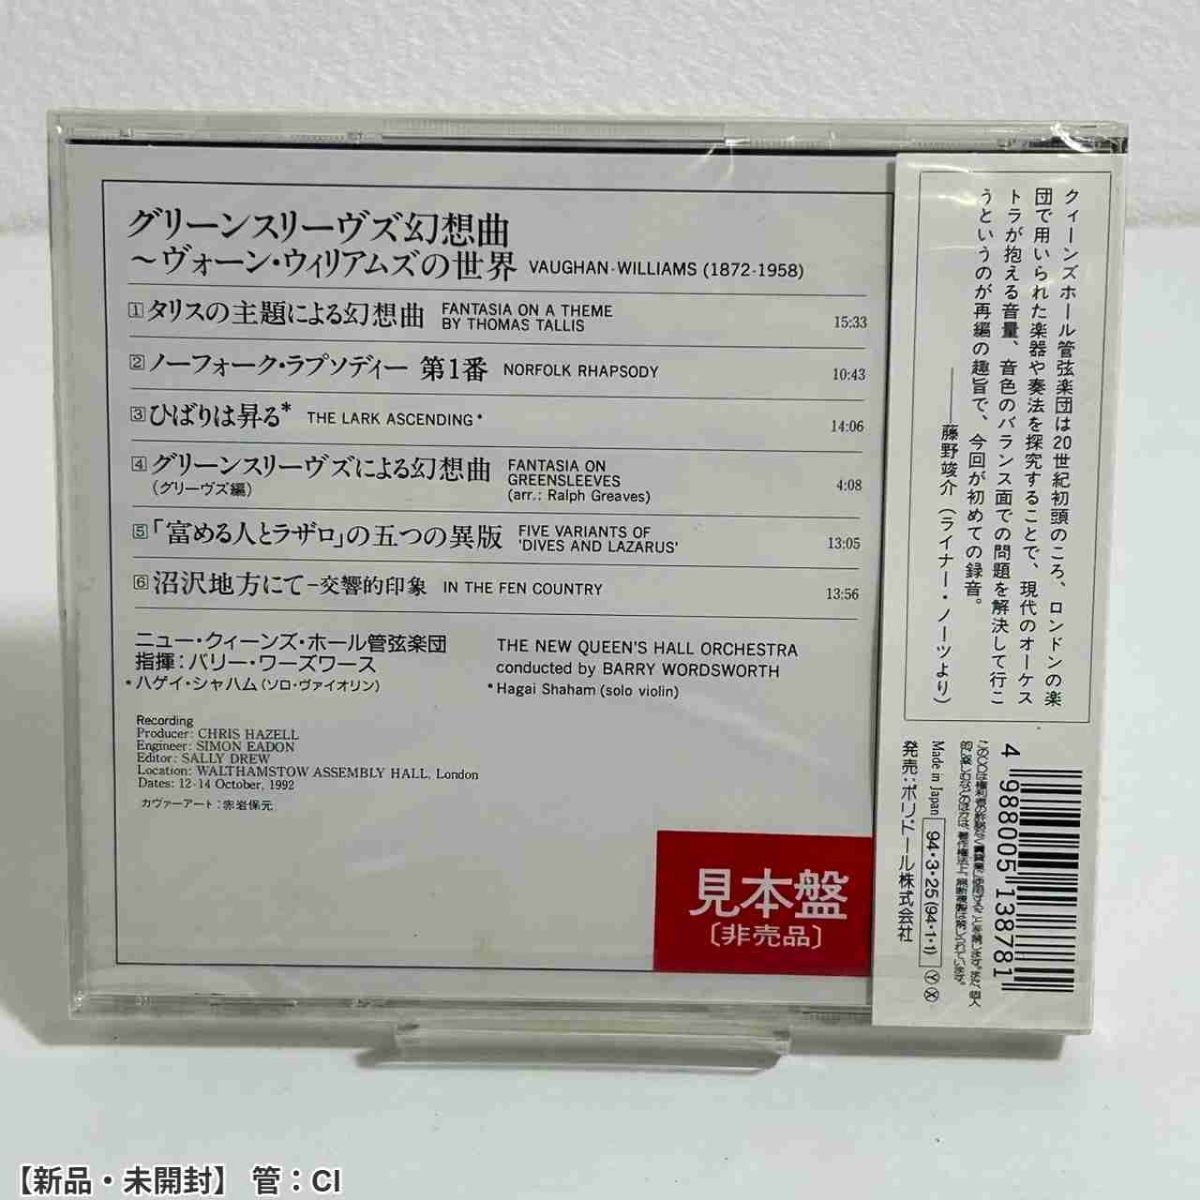 グリーンスリーヴズ幻想曲
～ヴォーン・ウィリアムズの世界 VAUGHAN-WILLIAMS (1872-1958)
1 タリスの主題による幻想曲 FANTASIA ON A THEME
BY THOMAS TALLIS
15:33
2 ノーフォーク・ラプソディー 第1番 NORFOLK RHAPSODY 10:43
3 ひばりは昇る* THE LARK ASCENDING* 14:06
4 グリーンスリーヴズによる幻想曲
(グリーヴズ編)
FANTASIA ON
GREENSLEEVES
(arr.: Ralph Greaves)
4:08
5 「富める人とラザロ」の五つの異版 FIVE VARIANTS OF
'DIVES AND LAZARUS'
13:05
6 沼沢地方にて－交響的印象 IN THE FEN COUNTRY 13:56
ニュー・クィーンズ・ホール管弦楽団
指揮：バリー・ワーズワース
*ハゲイ・シャハム(ソロ・ヴァイオリン)
THE NEW QUEEN'S HALL ORCHESTRA
conducted by BARRY WORDSWORTH
*Hagai Shaham (solo violin)
Recording
Producer: CHRIS HAZELL
Engineer: SIMON EADON
Editor: SALLY DREW
Location: WALTHAMSTOW ASSEMBLY HALL, London
Dates: 12-14 October, 1992
カヴァーアート：赤岩保元
見本盤
〔非売品〕
クィーンズホール管弦楽団は20世紀初頭のころ、ロンドンの楽
団で用いられた楽器や奏法を探究することで、現代のオーケス
トラが抱える音量、音色のバランス面での問題を解決して行こ
うというのが再編の趣旨で、今回が初めての録音。
――藤野竣介（ライナー・ノーツより）
4 988005 138781
Made in Japan
94・3・25(94・1・1) Y X
発売：ポリドール株式会社
【新品・未開封】 管：CI